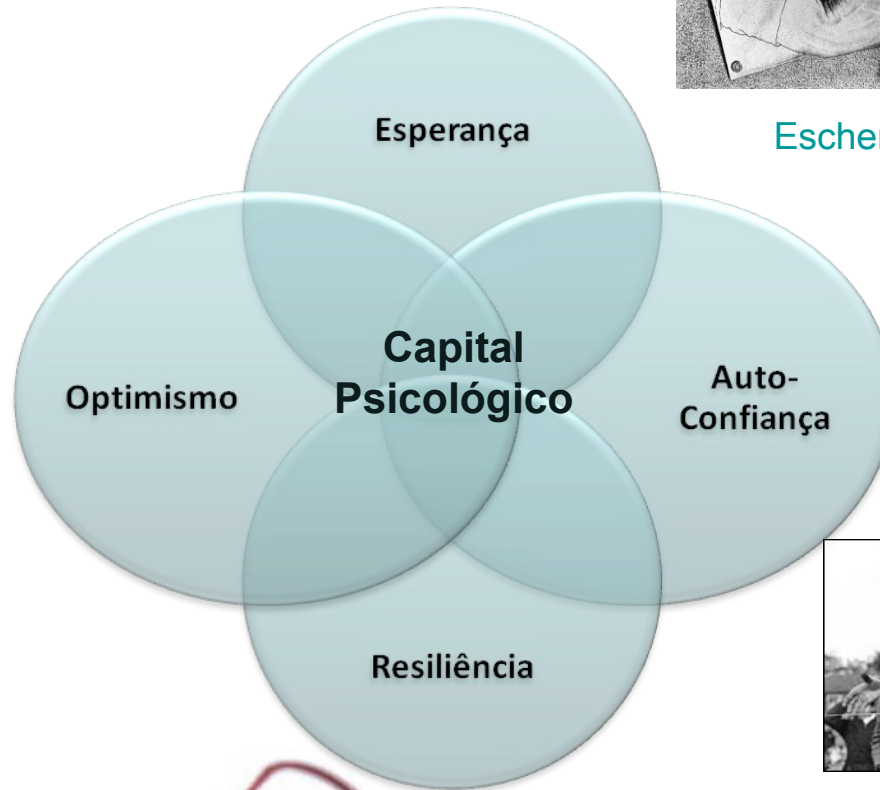 Esperança
Escher
Capital
Psicológico
Optimismo
Auto-
Confiança
Resiliência